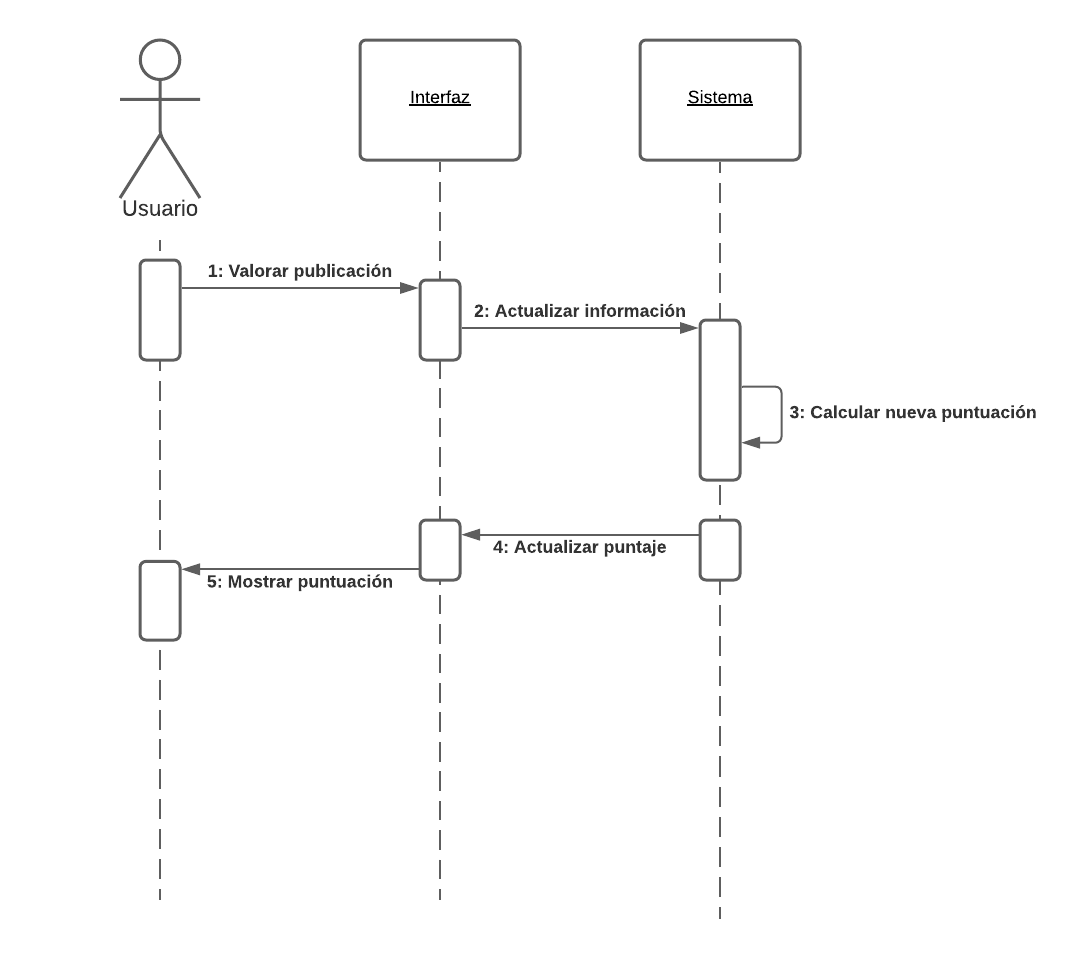 Interfaz
Sistema
Usuario
1: Valorar publicación
2: Actualizar información
3: Calcular nueva puntuación
4: Actualizar puntaje
5: Mostrar puntuación